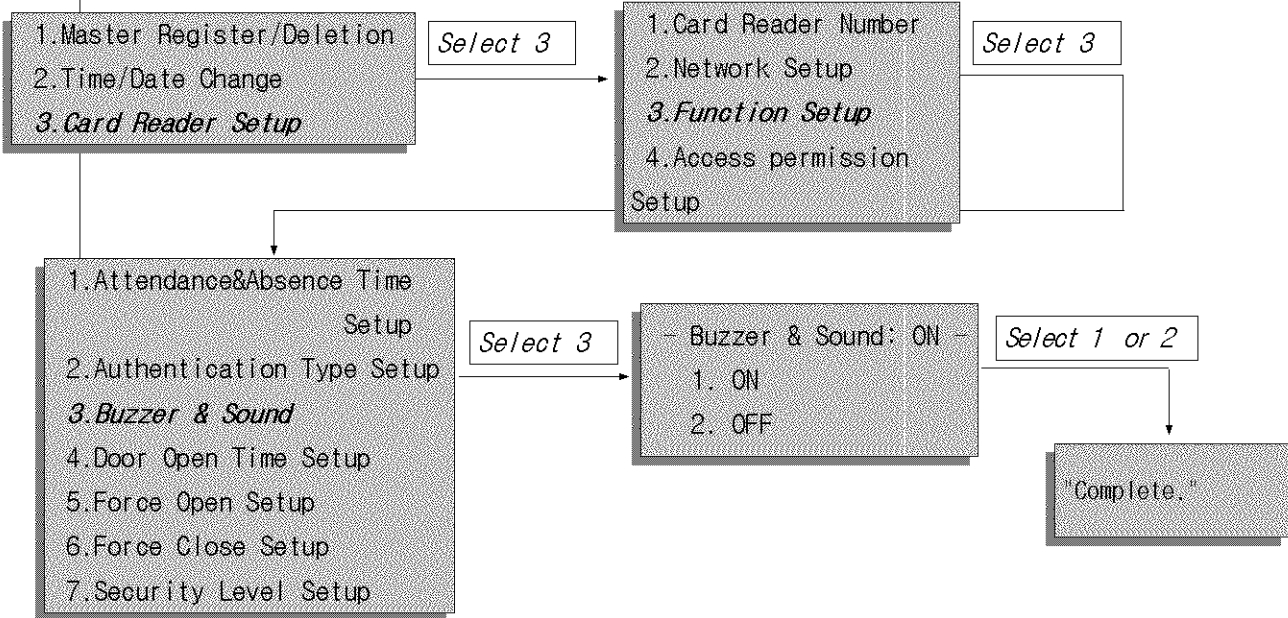 1.Master Register/Deletion
2.Time/Date Change
3.Card Reader Setup
Select 3
1.Card Reader Number
2.Network Setup
3.Function Setup
4.Access permission
Setup
Select 3
1.Attendance&Absence Time
Setup
2.Authentication Type Setup
3.Buzzer & Sound
4.Door Open Time Setup
5.Force Open Setup
6.Force Close Setup
7.Security Level Setup
Select 3
- Buzzer & Sound: ON -
1. ON
2. OFF
Select 1 or 2
"Complete."